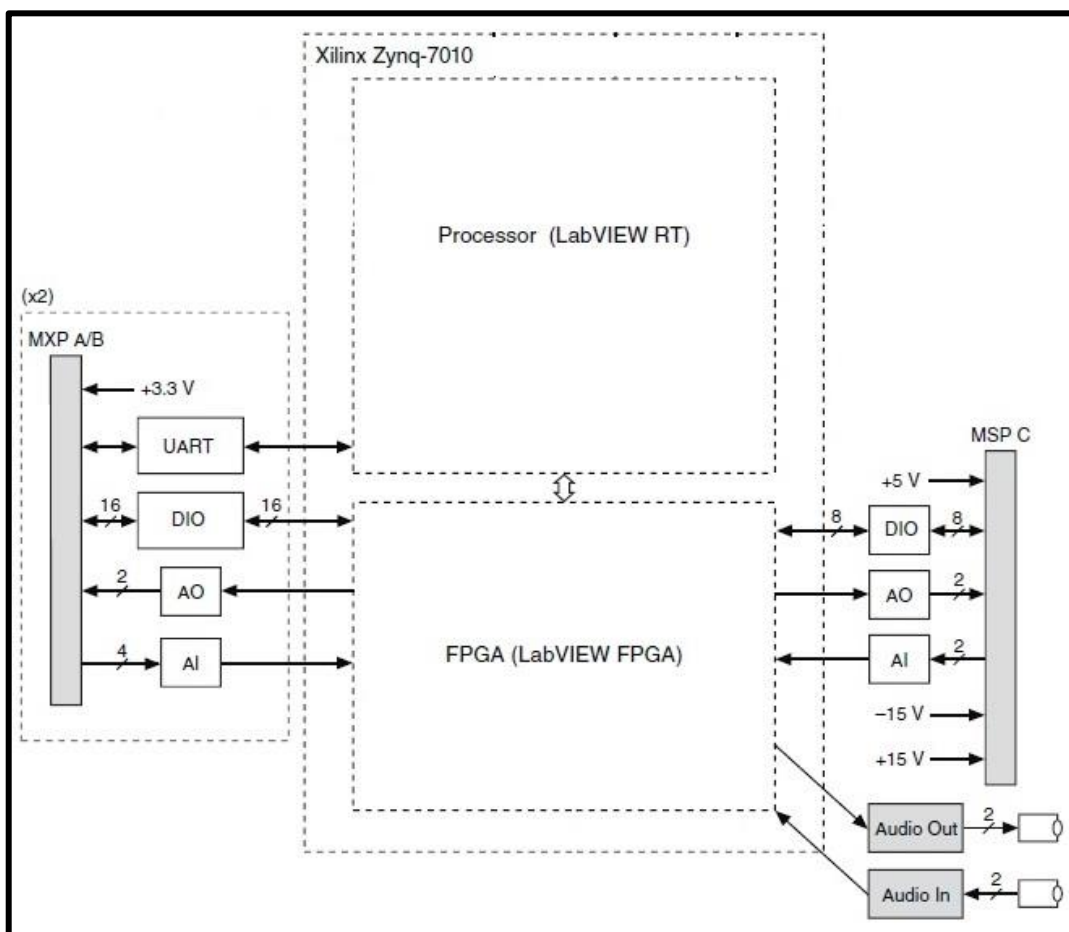 Xilinx Zynq-7010
Processor (LabVIEW RT)
(x2)
MXP A/B
+3.3 V
UART
16
DIO
16
2
AO
4
AI
FPGA (LabVIEW FPGA)
MSP C
+5 V
8
DIO
8
AO
2
AI
2
–15 V
+15 V
Audio Out
2
Audio In
2